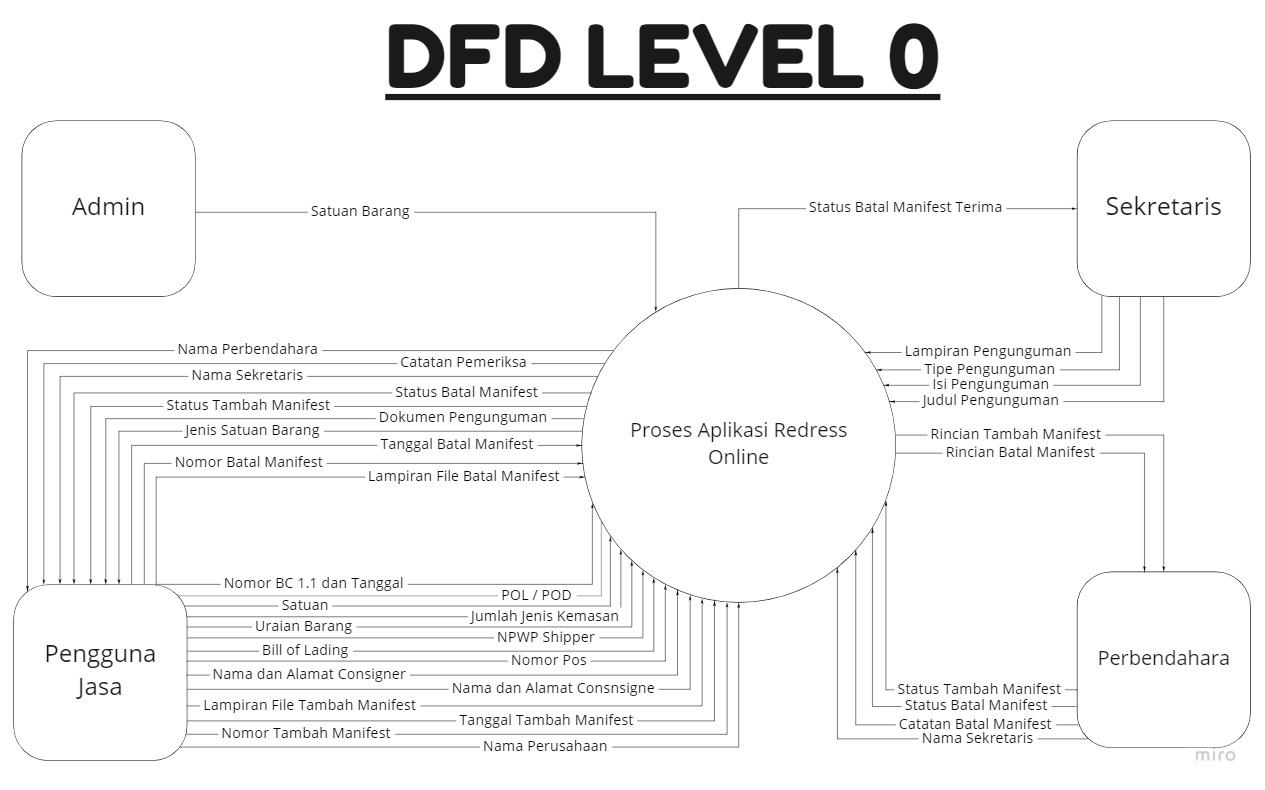 DFD LEVEL 0
Admin
Satuan Barang
Status Batal Manifest Terima
Sekretaris
Nama Perbendahara
Catatan Pemeriksa
Nama Sekretaris
Status Batal Manifest
Status Tambah Manifest
Dokumen Pengunguman
Jenis Satuan Barang
Tanggal Batal Manifest
Nomor Batal Manifest
Lampiran File Batal Manifest
Proses Aplikasi Redress
Online
Lampiran Pengunguman
Tipe Pengunguman
Isi Pengunguman
Judul Pengunguman
Rincian Tambah Manifest
Rincian Batal Manifest
Nomor BC 1.1 dan Tanggal
POL / POD
Satuan
Jumlah Jenis Kemasan
Uraian Barang
NPWP Shipper
Bill of Lading
Nomor Pos
Nama dan Alamat Consigner
Nama dan Alamat Consnsigne
Lampiran File Tambah Manifest
Tanggal Tambah Manifest
Nomor Tambah Manifest
Nama Perusahaan
Pengguna
Jasa
Perbendahara
Status Tambah Manifest
Status Batal Manifest
Catatan Batal Manifest
Nama Sekretaris
miro